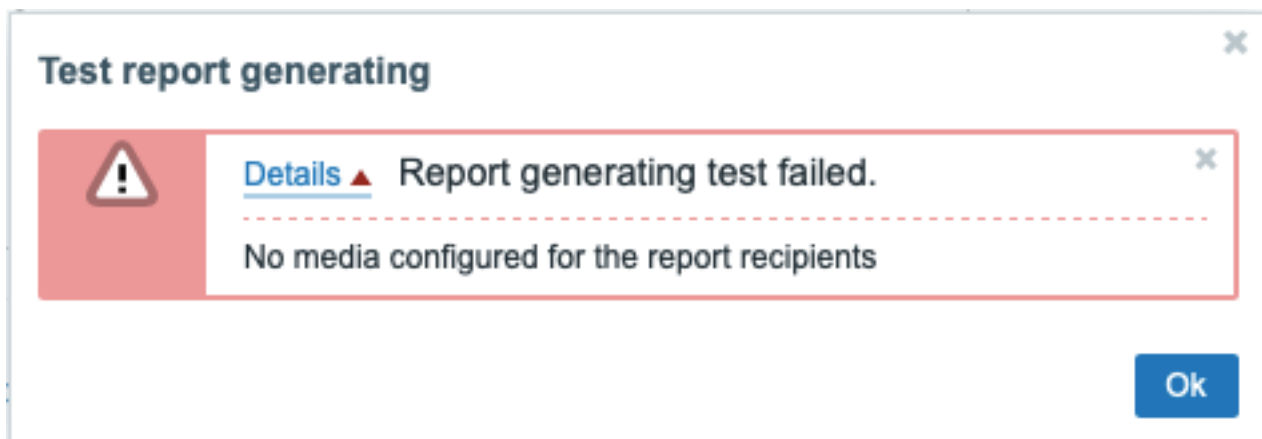 Test report generating
Details Report generating test failed.
No media configured for the report recipients
Ok